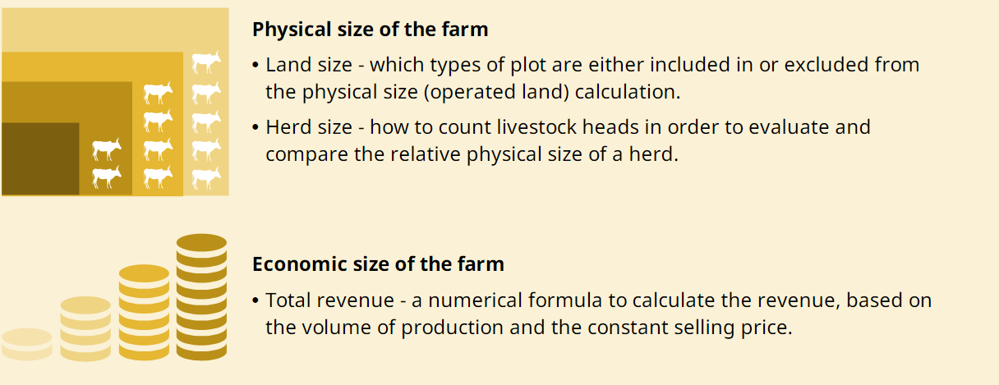 Physical size of the farm
• Land size - which types of plot are either included in or excluded from
the physical size (operated land) calculation.
• Herd size - how to count livestock heads in order to evaluate and
compare the relative physical size of a herd.
Economic size of the farm
• Total revenue - a numerical formula to calculate the revenue, based on
the volume of production and the constant selling price.